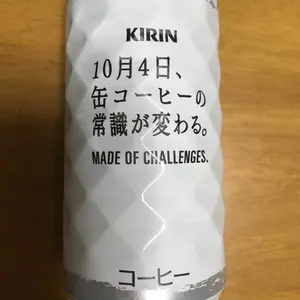 KIRIN
10月4日、
缶コーヒーの
常識が変わる。
MADE OF CHALLENGES.
コーヒー